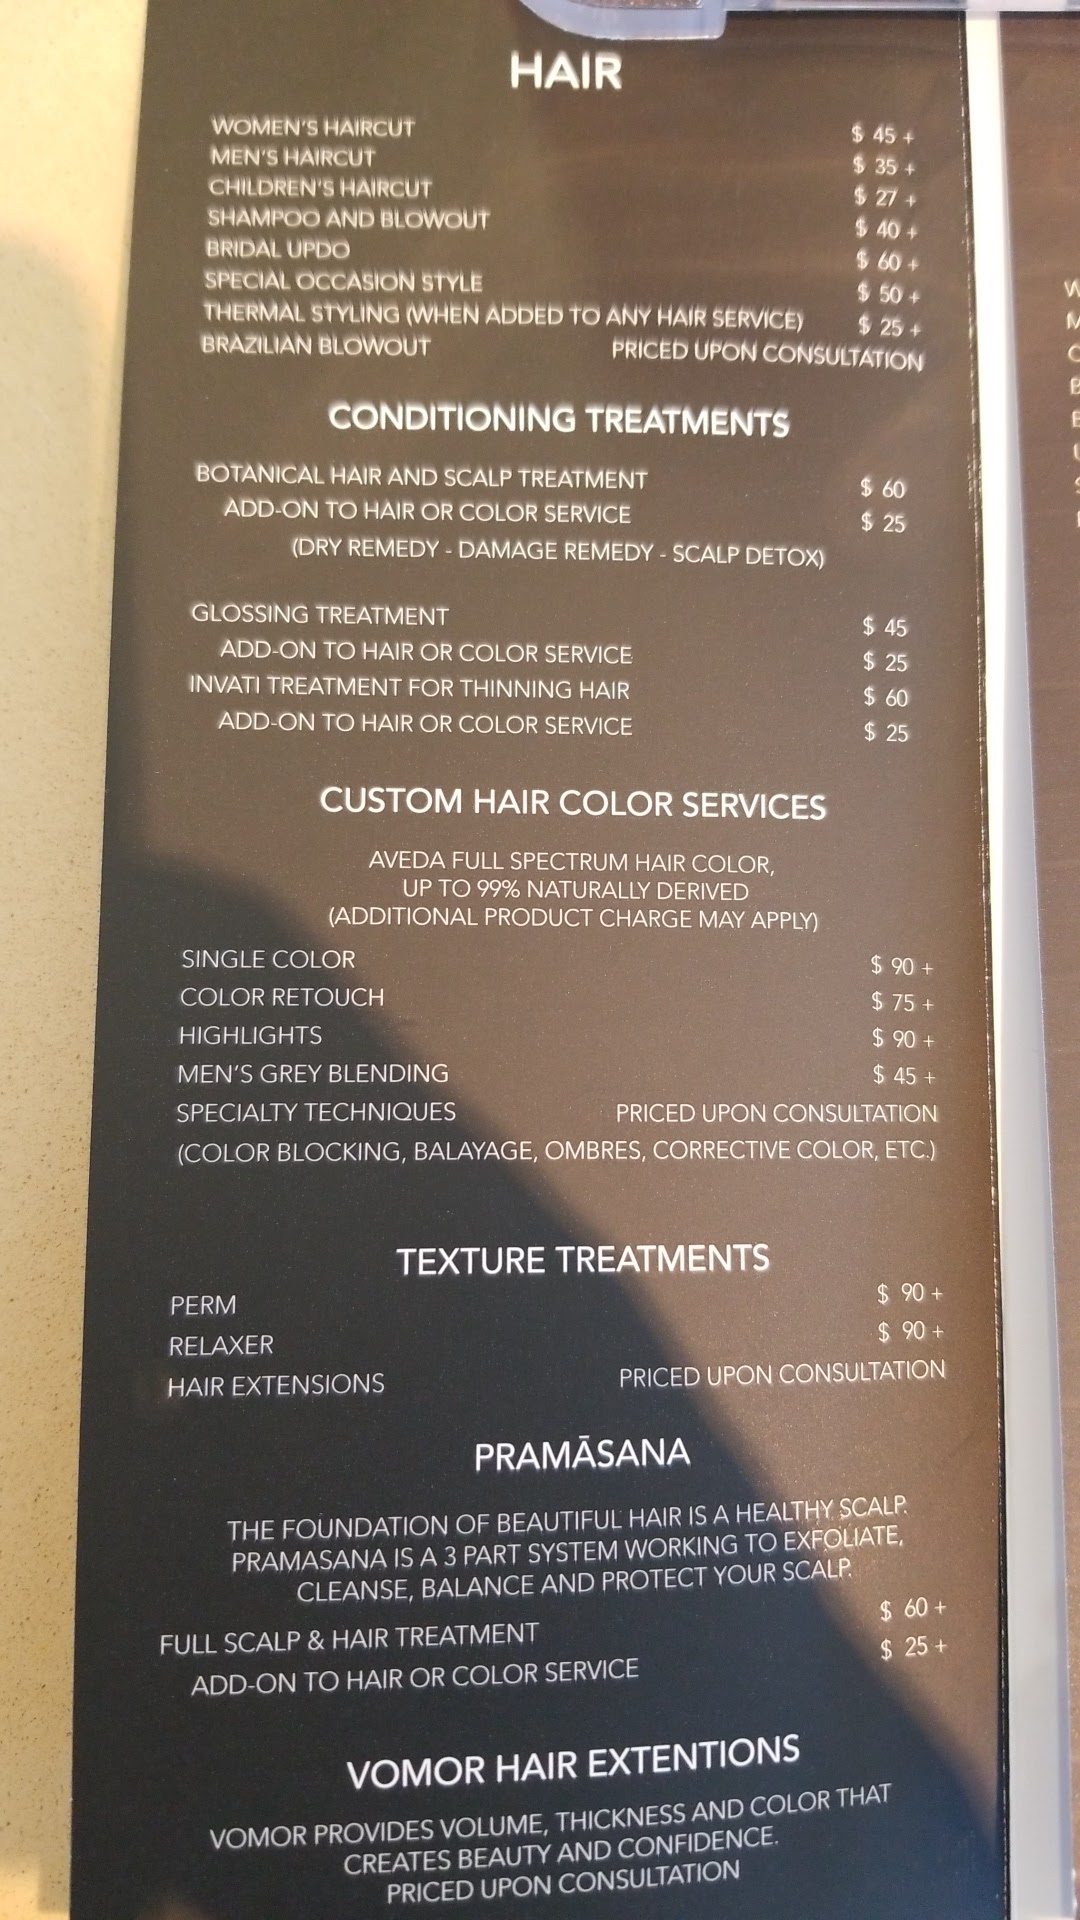 HAIR
WOMEN'S HAIRCUT $ 45 +
MEN'S HAIRCUT $ 35 +
CHILDREN'S HAIRCUT $ 27 +
SHAMPOO AND BLOWOUT $ 40 +
BRIDAL UPDO $ 60 +
SPECIAL OCCASION STYLE $ 50 +
THERMAL STYLING (WHEN ADDED TO ANY HAIR SERVICE) $ 25 +
BRAZILIAN BLOWOUT PRICED UPON CONSULTATION
CONDITIONING TREATMENTS
BOTANICAL HAIR AND SCALP TREATMENT $ 60
ADD-ON TO HAIR OR COLOR SERVICE $ 25
(DRY REMEDY - DAMAGE REMEDY - SCALP DETOX)
GLOSSING TREATMENT $ 45
ADD-ON TO HAIR OR COLOR SERVICE $ 25
INVATI TREATMENT FOR THINNING HAIR $ 60
ADD-ON TO HAIR OR COLOR SERVICE $ 25
CUSTOM HAIR COLOR SERVICES
AVEDA FULL SPECTRUM HAIR COLOR,
UP TO 99% NATURALLY DERIVED
(ADDITIONAL PRODUCT CHARGE MAY APPLY)
SINGLE COLOR $ 90 +
COLOR RETOUCH $ 75 +
HIGHLIGHTS $ 90 +
MEN'S GREY BLENDING $ 45 +
SPECIALTY TECHNIQUES PRICED UPON CONSULTATION
(COLOR BLOCKING, BALAYAGE, OMBRES, CORRECTIVE COLOR, ETC.)
TEXTURE TREATMENTS
PERM $ 90 +
RELAXER $ 90 +
HAIR EXTENSIONS PRICED UPON CONSULTATION
PRAMĀSANA
THE FOUNDATION OF BEAUTIFUL HAIR IS A HEALTHY SCALP.
PRAMASANA IS A 3 PART SYSTEM WORKING TO EXFOLIATE,
CLEANSE, BALANCE AND PROTECT YOUR SCALP.
FULL SCALP & HAIR TREATMENT $ 60 +
ADD-ON TO HAIR OR COLOR SERVICE $ 25 +
VOMOR HAIR EXTENTIONS
VOMOR PROVIDES VOLUME, THICKNESS AND COLOR THAT
CREATES BEAUTY AND CONFIDENCE.
PRICED UPON CONSULTATION